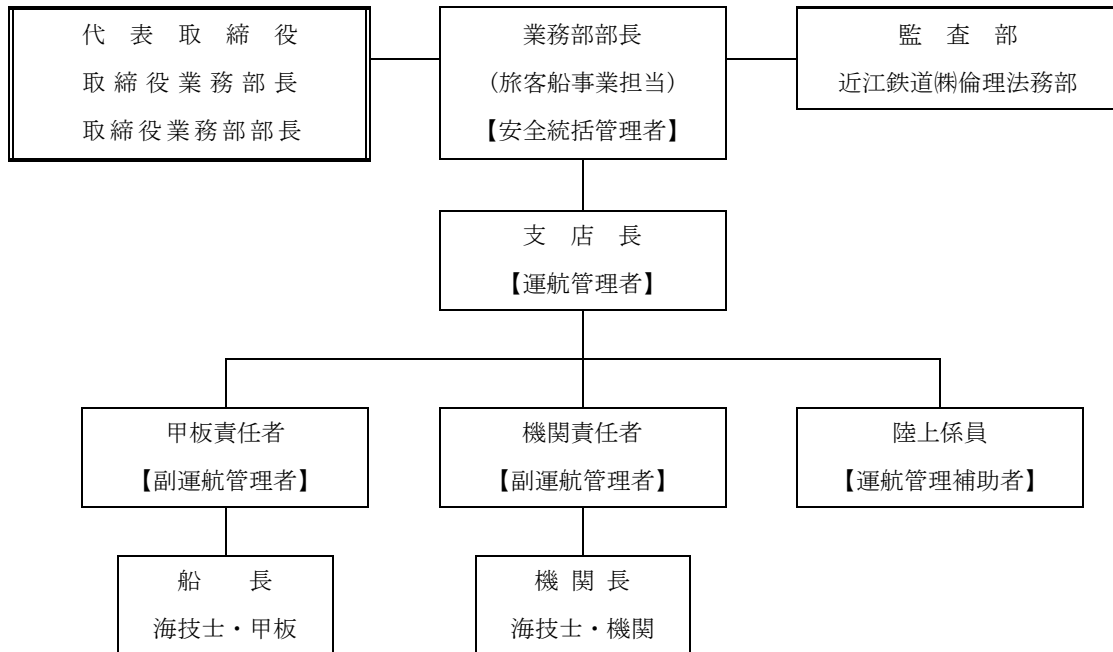 代表取締役
取締役業務部長
取締役業務部部長
業務部部長
(旅客船事業担当)
【安全統括管理者】
監査部
近江鉄道㈱倫理法務部
支店長
【運航管理者】
甲板責任者
【副運航管理者】
機関責任者
【副運航管理者】
陸上係員
【運航管理補助者】
船長
海技士・甲板
機関長
海技士・機関